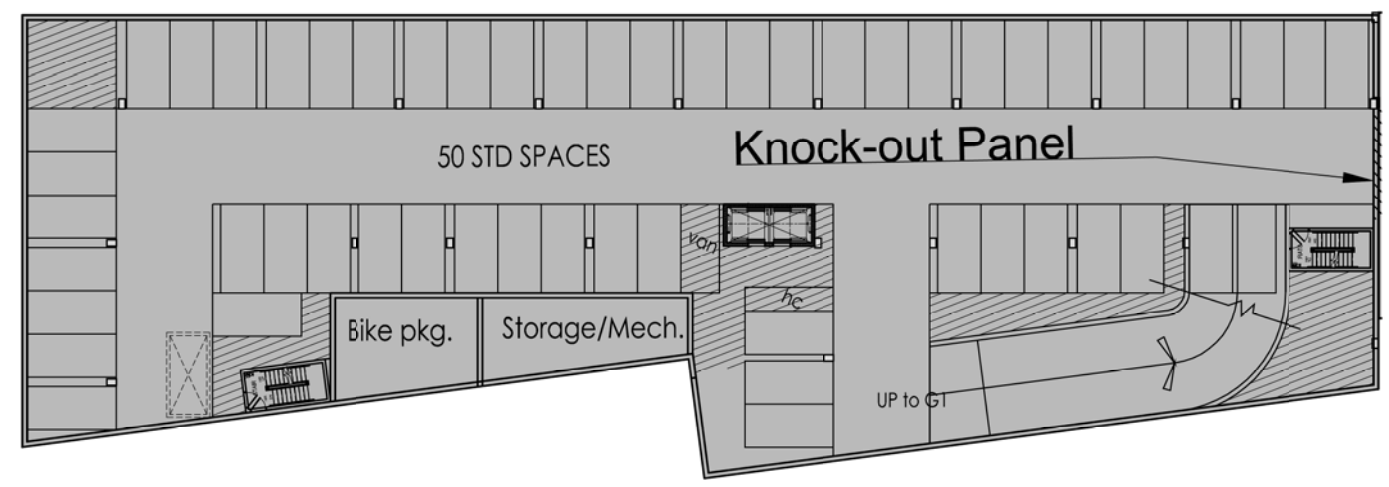 Knock-out Panel
50 STD SPACES
van
hc
Bike pkg.
Storage/Mech.
UP to G1